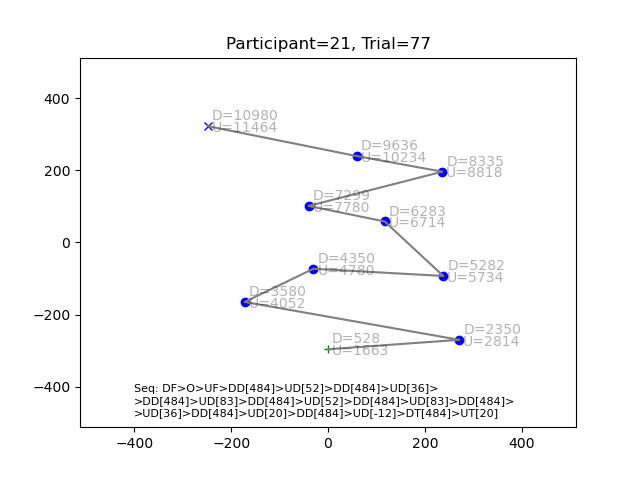 Participant=21, Trial=77
400
200
0
−200
−400
−400
−200
0
200
400
D=10980
U=11464
D=9636
U=10234
D=8335
U=8818
D=7299
U=7780
D=6283
U=6714
D=5282
U=5734
D=4350
U=4780
D=3580
U=4052
D=2350
U=2814
D=528
U=1663
Seq: DF>O>UF>DD[484]>UD[52]>DD[484]>UD[36]>
>DD[484]>UD[83]>DD[484]>UD[52]>DD[484]>UD[83]>DD[484]>
>UD[36]>DD[484]>UD[20]>DD[484]>UD[-12]>DT[484]>UT[20]